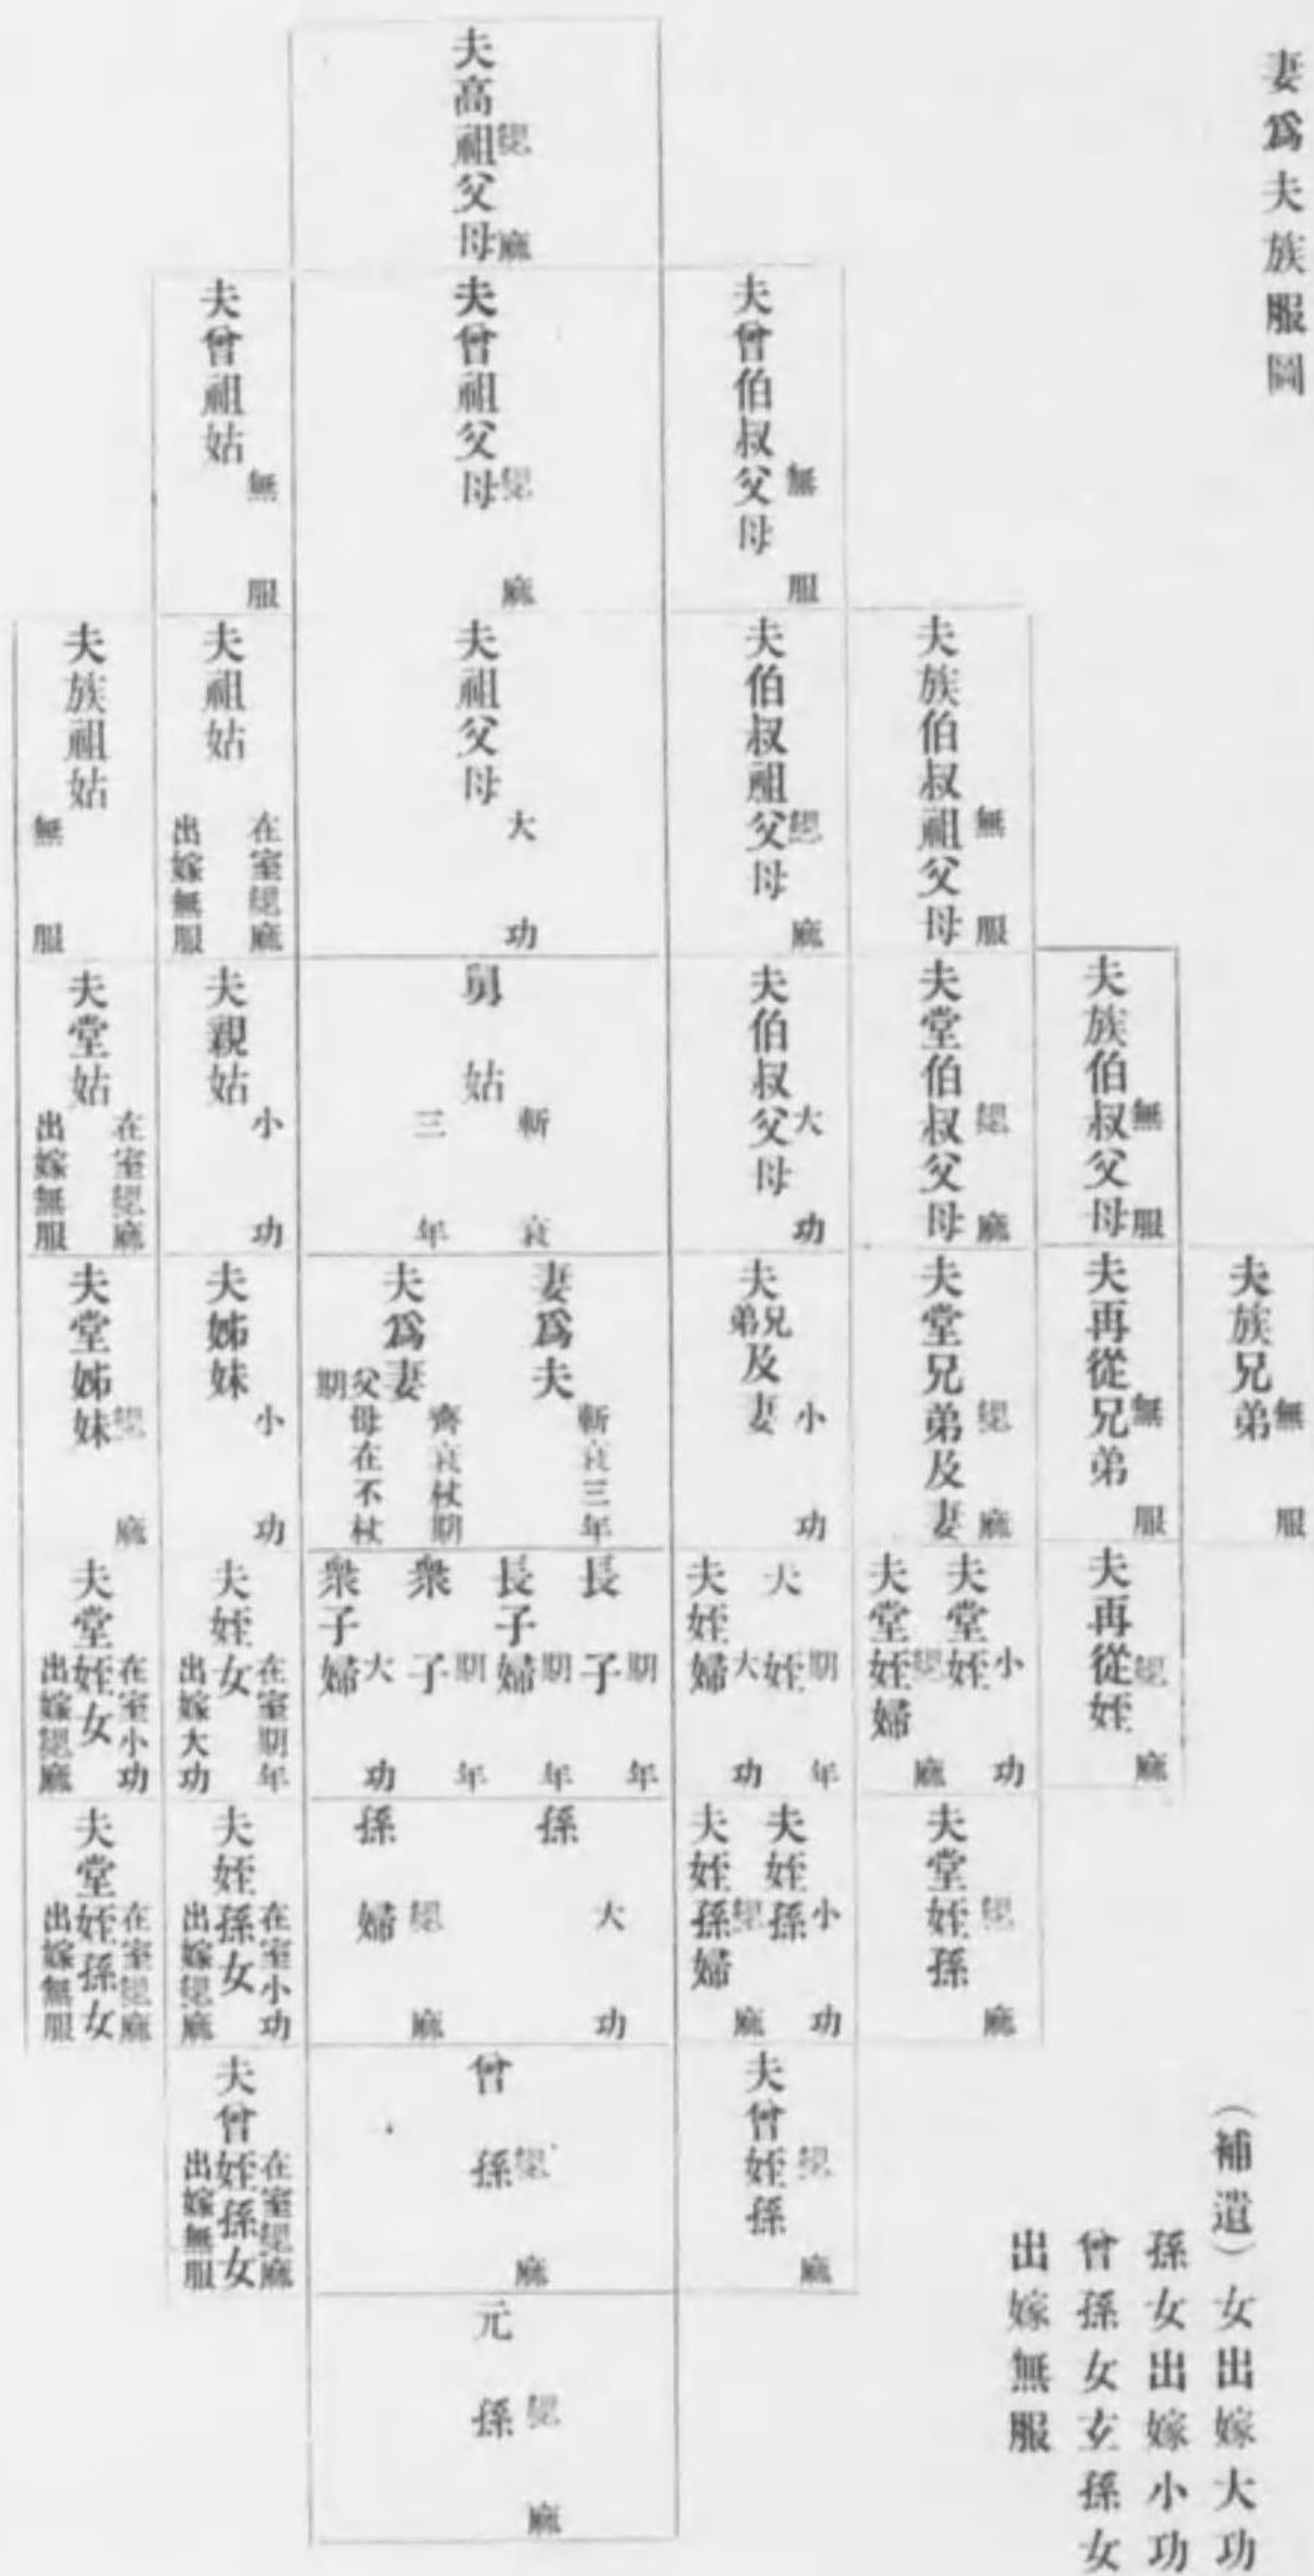 妻爲夫族服圖
夫高祖父母
緦麻
夫曾伯叔父母
無服
夫曾祖父母
緦麻
夫曾祖姑
無服
夫族伯叔祖父母
無服
夫伯叔祖父母
緦麻
夫祖父母
大功
夫祖姑
在室緦麻
出嫁無服
夫族祖姑
無服
夫族伯叔父母
無服
夫堂伯叔父母
緦麻
夫伯叔父母
大功
舅姑
斬衰
三年
夫親姑
小功
夫堂姑
在室緦麻
出嫁無服
夫族兄弟
無服
夫再從兄弟
無服
夫堂兄弟及妻
緦麻
夫兄弟及妻
小功
妻爲夫
斬衰三年
夫爲妻
齊衰杖期
父母在不杖
期
夫姊妹
小功
夫堂姊妹
緦麻
夫再從姪
緦麻
夫堂姪
小功
夫堂姪婦
緦麻
夫姪
期年
夫姪婦
大功
長子
期年
長子婦
期年
衆子
期年
衆子婦
大功
夫姪女
在室期年
出嫁大功
夫堂姪女
在室小功
出嫁緦麻
夫堂姪孫
緦麻
夫姪孫
小功
夫姪孫婦
緦麻
孫
大功
孫婦
緦麻
夫姪孫女
在室小功
出嫁緦麻
夫堂姪孫女
在室緦麻
出嫁無服
夫曾姪孫
緦麻
曾孫
緦麻
夫曾姪孫女
在室緦麻
出嫁無服
元孫
緦麻
（補遺）女出嫁大功
孫女出嫁小功
曾孫女玄孫女
出嫁無服